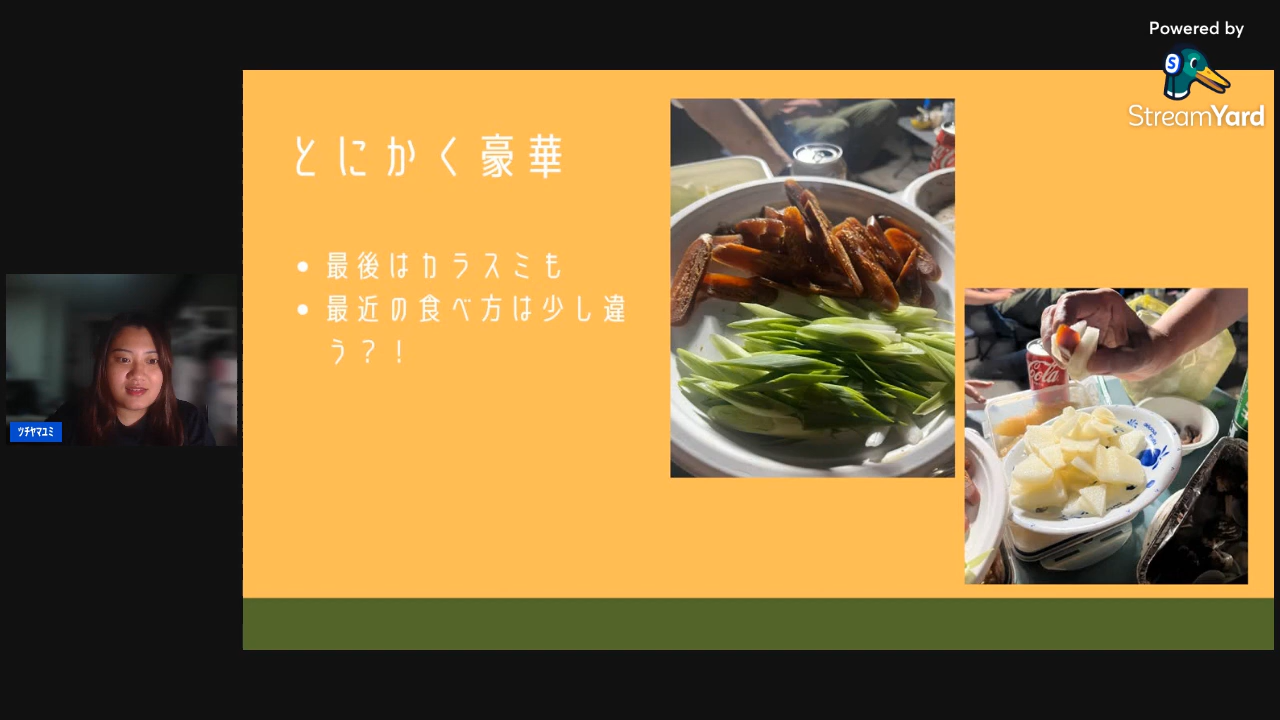 Powered by
StreamYard
とにかく豪華
最後はカラスミも
最近の食べ方は少し違
う？！
ﾂﾁﾔﾏﾕﾐ